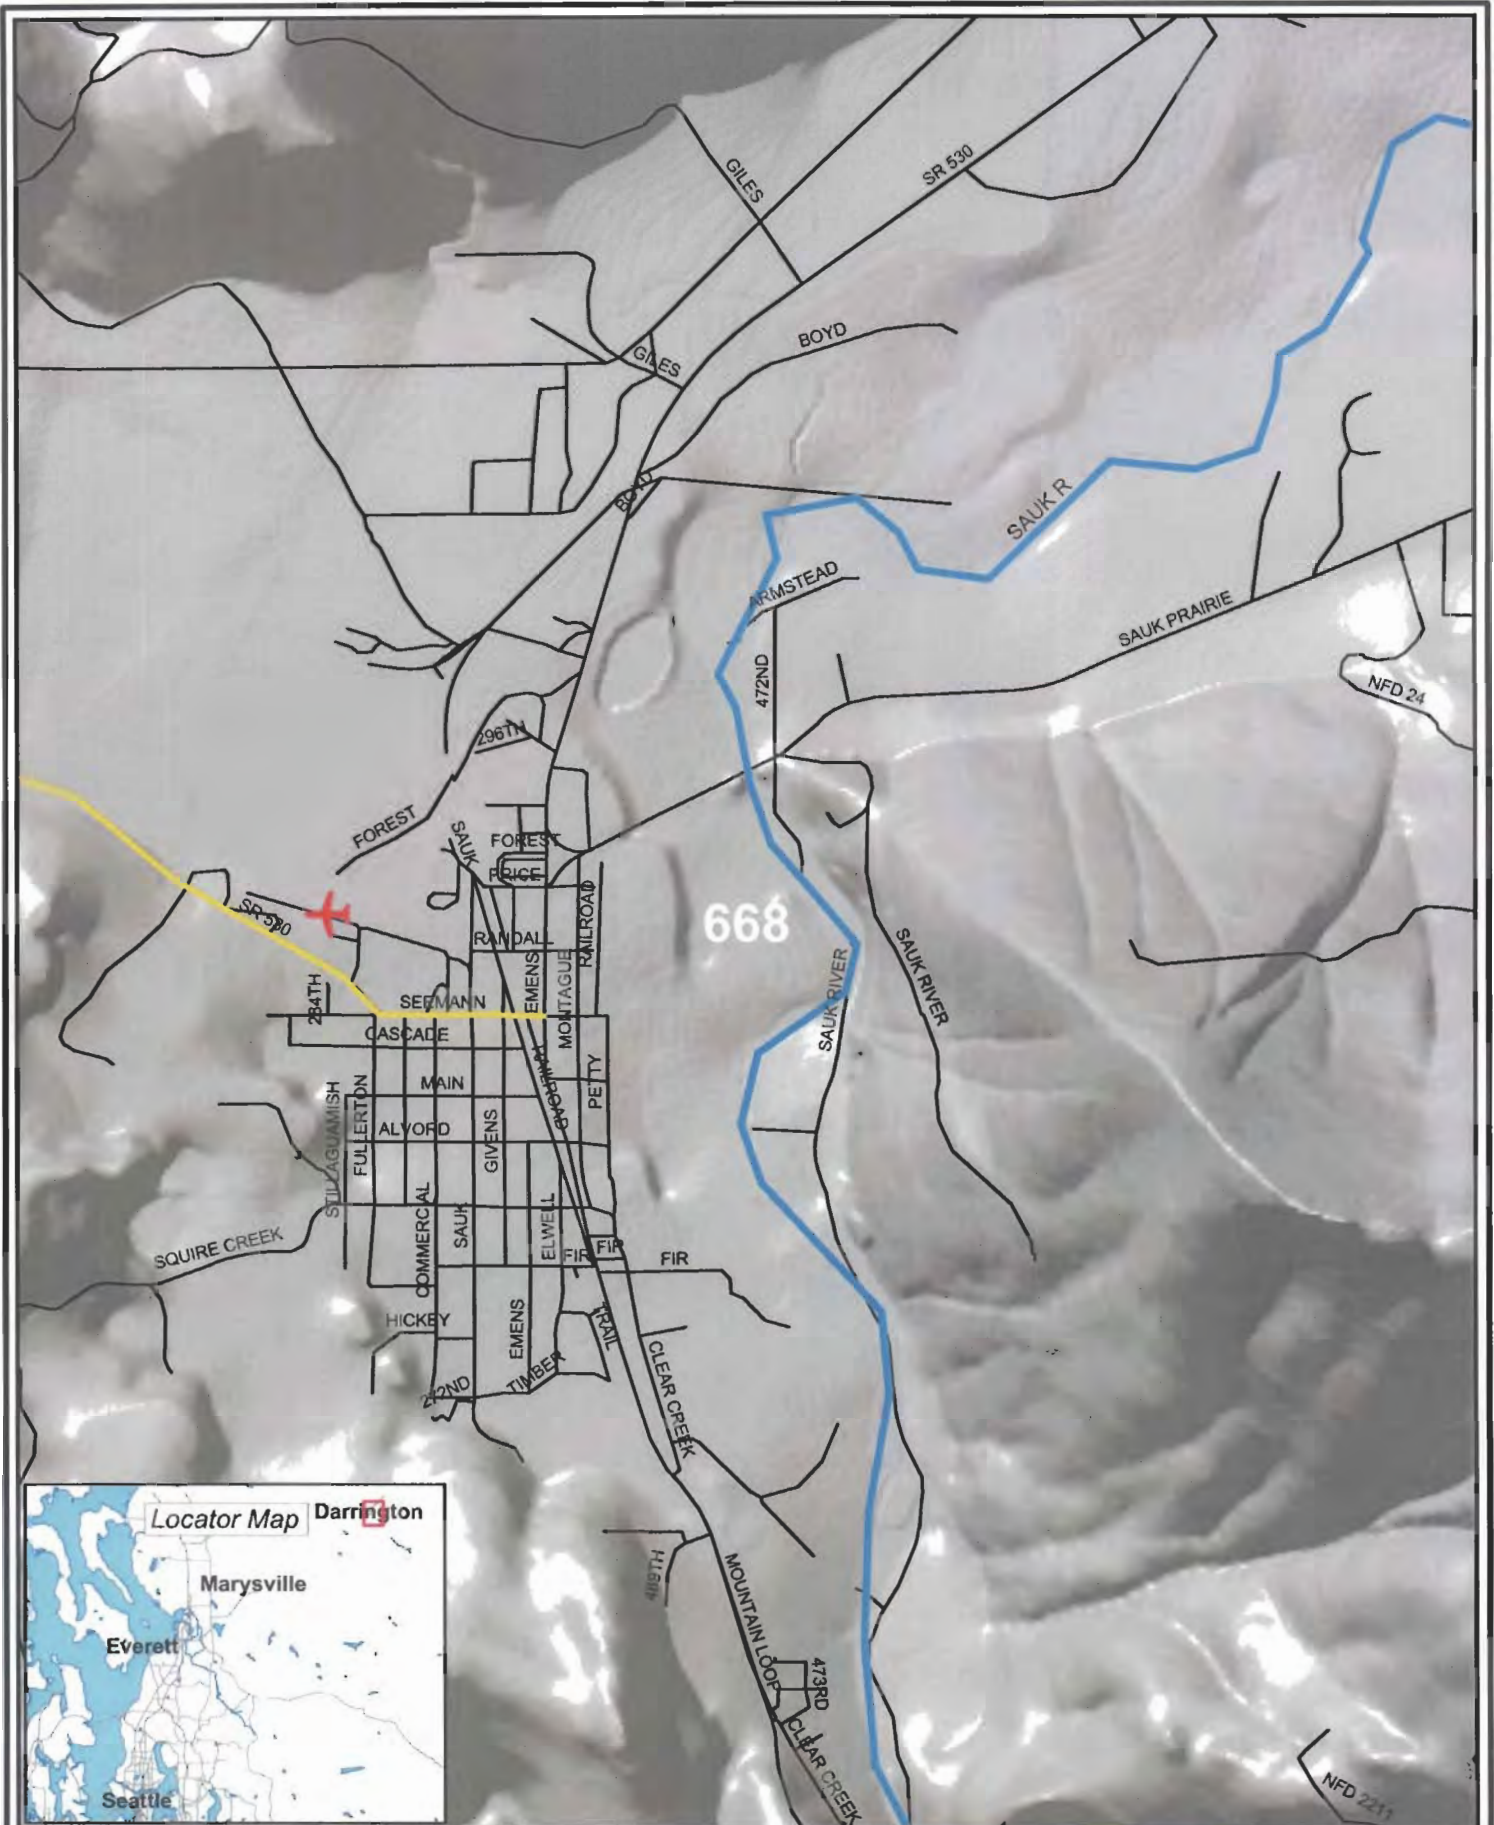 GILES
SR 530
BOYD
GILES
BOYD
SAUK R
ARMSTEAD
SAUK PRAIRIE
472ND
NFD 24
296TH
FOREST
SAUK
FOREST
PRICE
RAILROAD
668
SR 530
RANDALL
SAUK RIVER
SAUK RIVER
EMENS
MONTAGUE
284TH
SEEMANN
CASCADE
RAILROAD
PETTY
MAIN
STILLAGUAMISH
FULLERTON
ALVORD
GIVENS
COMMERCIAL
SAUK
ELWELL
SQUIRE CREEK
FIR
FIR
FIR
HICKEY
EMENS
TRAIL
CLEAR CREEK
272ND
TIMBER
Locator Map
Darrington
Marysville
Everett
Seattle
489TH
MOUNTAIN LOOP
473RD
CLEAR CREEK
NFD 2211